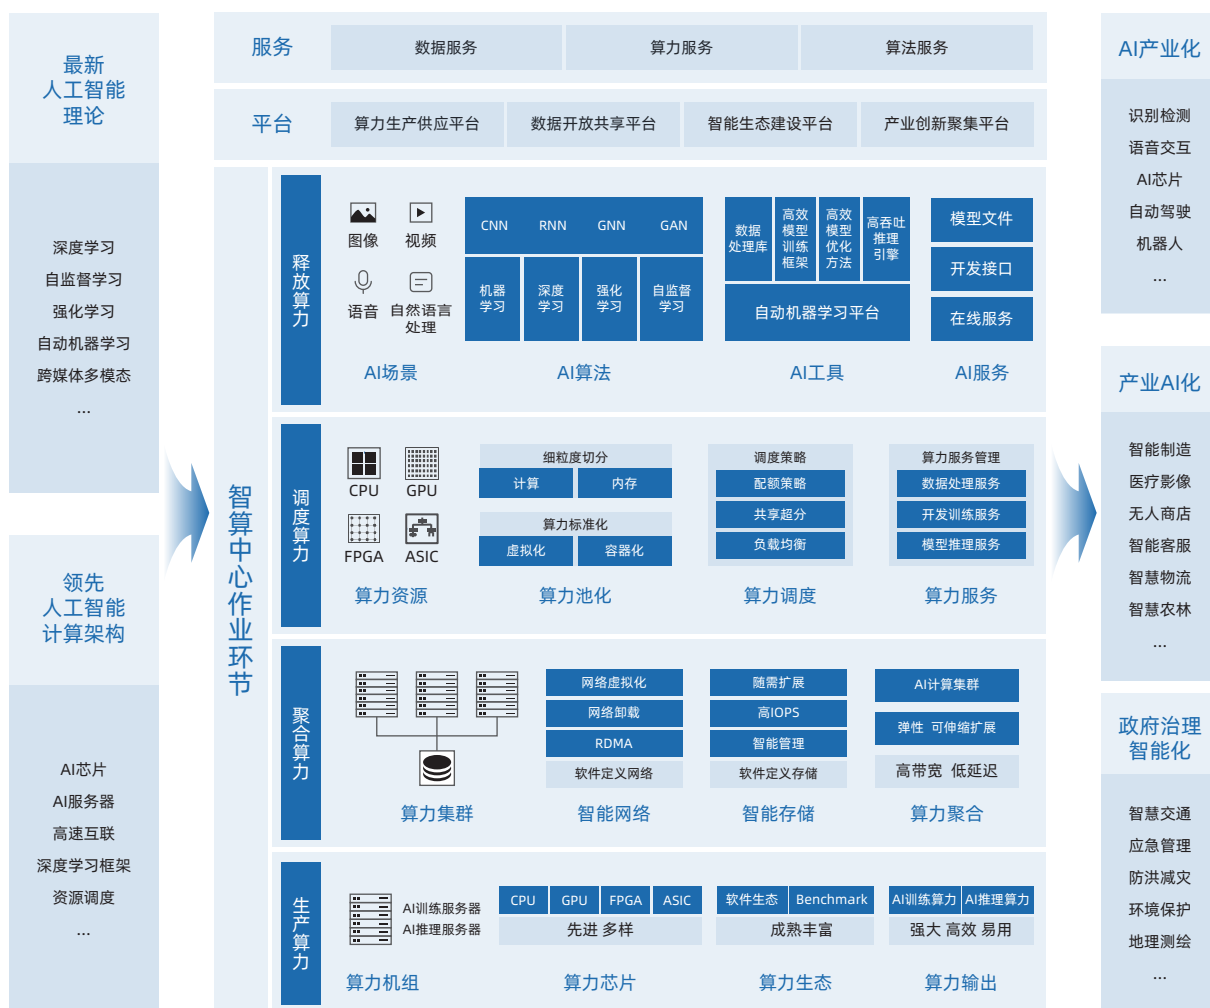 最新
人工智能
理论
深度学习
自监督学习
强化学习
自动机器学习
跨媒体多模态
...
领先
人工智能
计算架构
AI芯片
AI服务器
高速互联
深度学习框架
资源调度
...
服务
数据服务
算力服务
算法服务
平台
算力生产供应平台
数据开放共享平台
智能生态建设平台
产业创新聚集平台
智算中心作业环节
释放算力
图像
视频
语音
自然语言
处理
AI场景
CNN
RNN
GNN
GAN
机器
学习
深度
学习
强化
学习
自监督
学习
AI算法
数据
处理库
高效
模型
训练
框架
高效
模型
优化
方法
高吞吐
推理
引擎
自动机器学习平台
AI工具
模型文件
开发接口
在线服务
AI服务
调度算力
CPU
GPU
FPGA
ASIC
算力资源
细粒度切分
计算
内存
算力标准化
虚拟化
容器化
算力池化
调度策略
配额策略
共享超分
负载均衡
算力调度
算力服务管理
数据处理服务
开发训练服务
模型推理服务
算力服务
聚合算力
算力集群
网络虚拟化
网络卸载
RDMA
软件定义网络
智能网络
随需扩展
高IOPS
智能管理
软件定义存储
智能存储
AI计算集群
弹性 可伸缩扩展
高带宽 低延迟
算力聚合
生产算力
AI训练服务器
AI推理服务器
算力机组
CPU
GPU
FPGA
ASIC
先进 多样
算力芯片
软件生态
Benchmark
成熟丰富
算力生态
AI训练算力
AI推理算力
强大 高效 易用
算力输出
AI产业化
识别检测
语音交互
AI芯片
自动驾驶
机器人
...
产业AI化
智能制造
医疗影像
无人商店
智能客服
智慧物流
智慧农林
...
政府治理
智能化
智慧交通
应急管理
防洪减灾
环境保护
地理测绘
...